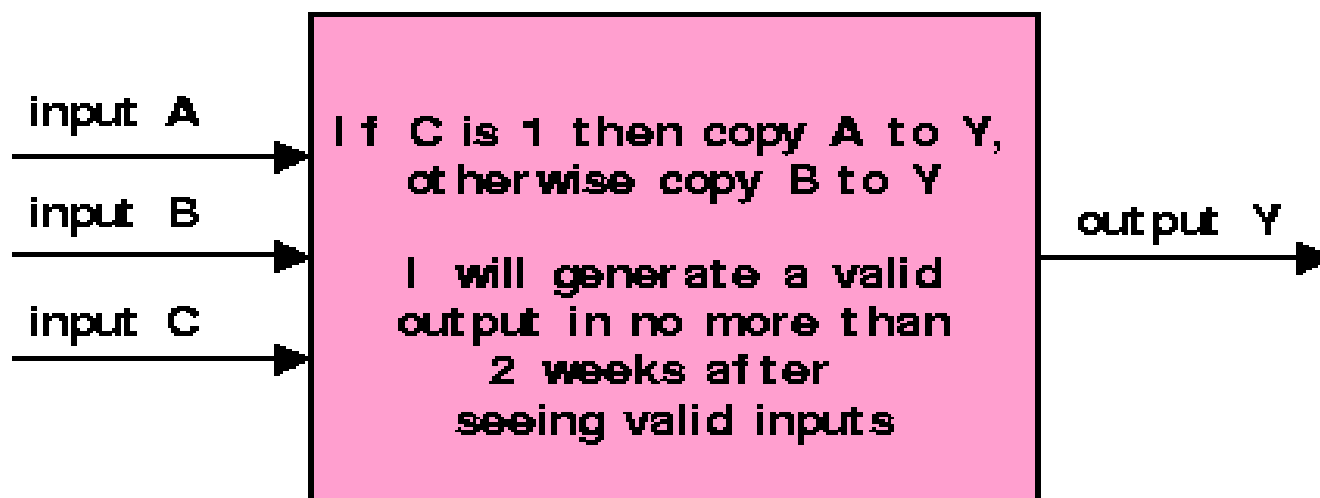 input A
input B
input C
If C is 1 then copy A to Y,
otherwise copy B to Y
I will generate a valid
output in no more than
2 weeks after
seeing valid inputs
output Y